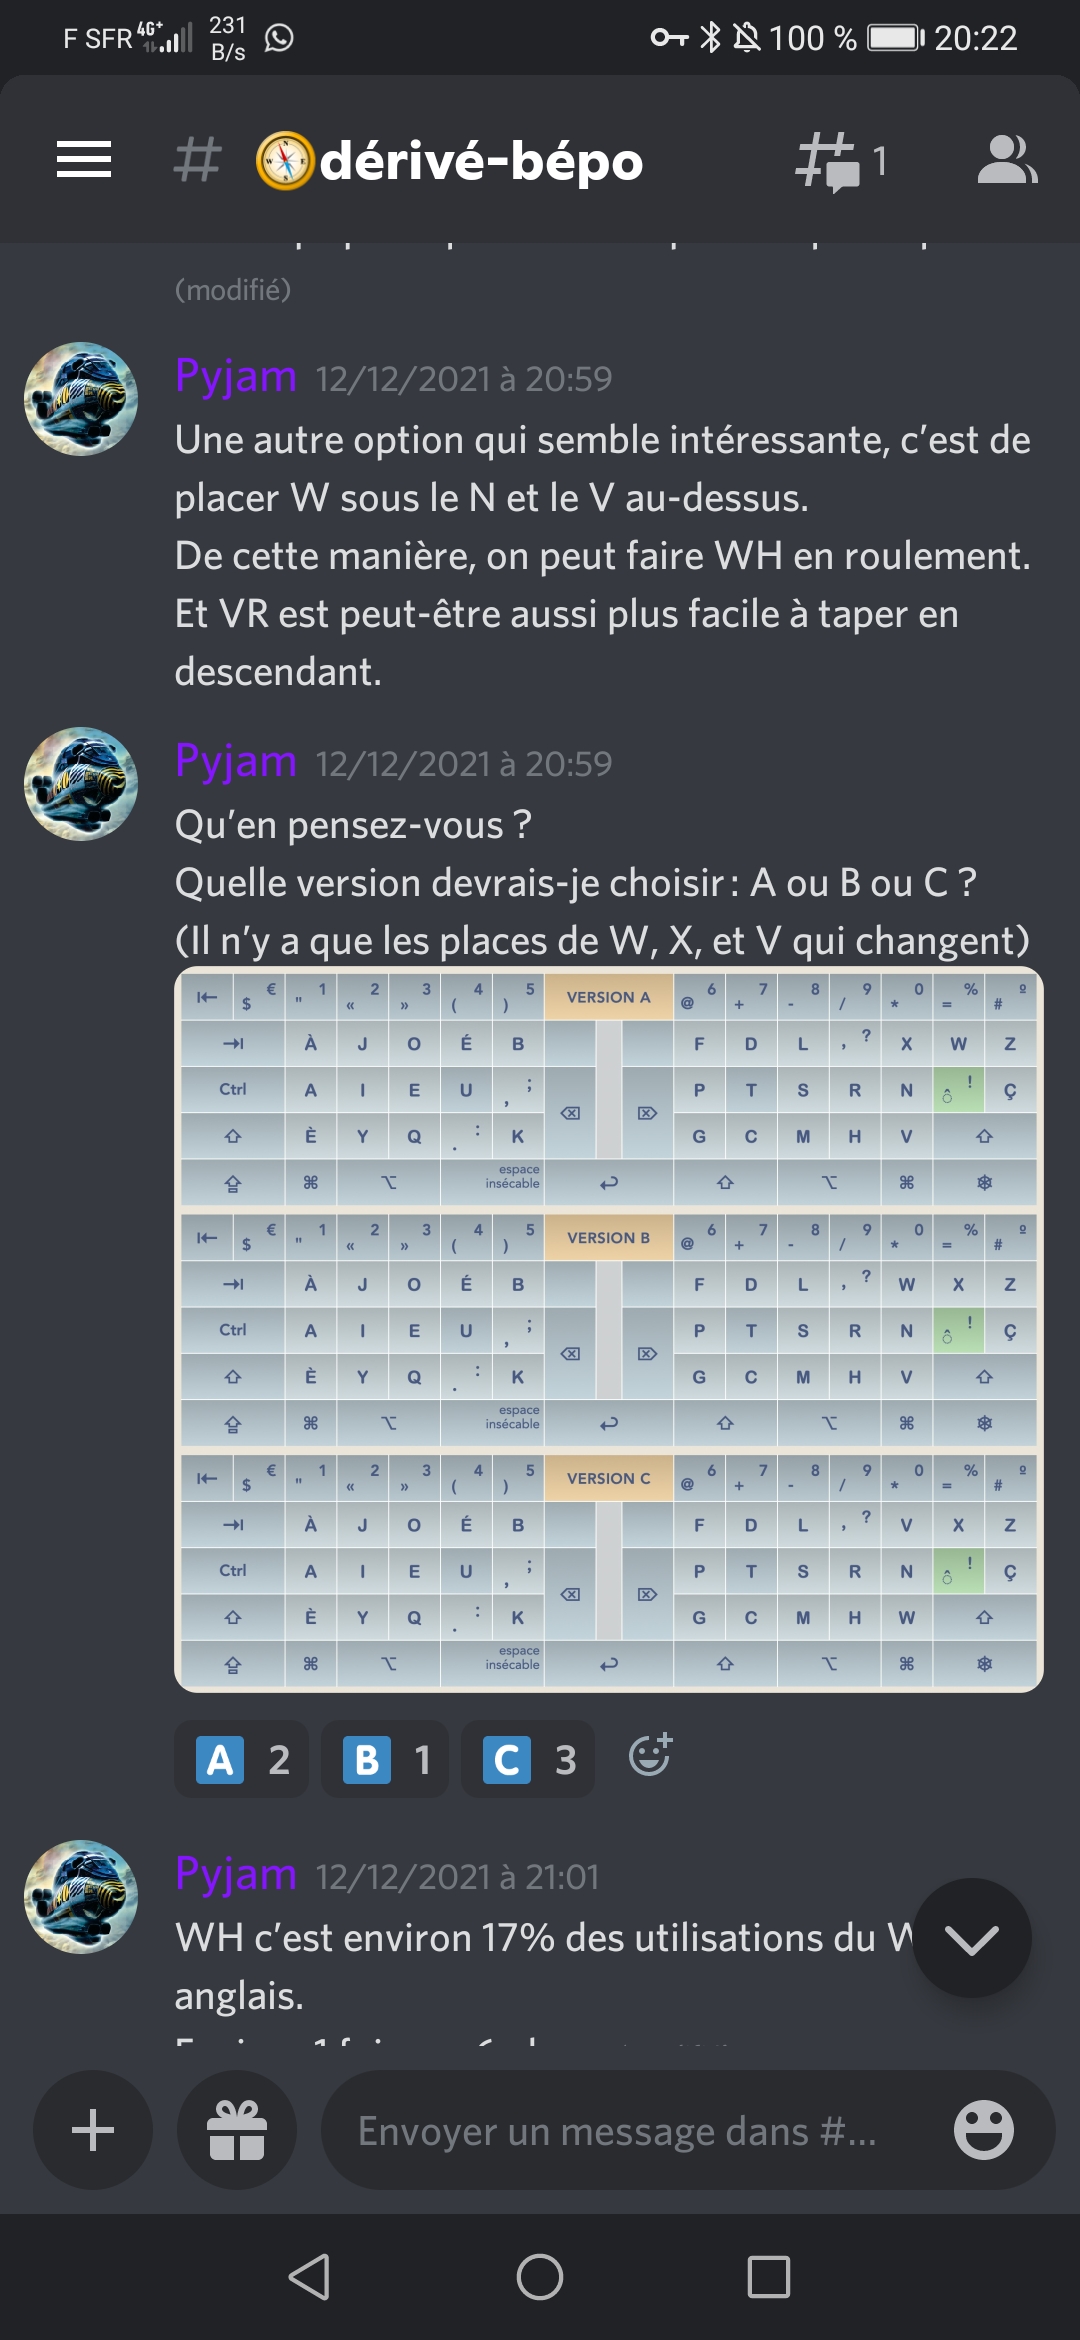 F SFR 4G+ 231 B/s 100 % 20:22
# 🧭dérivé-bépo 1
(modifié)
Pyjam 12/12/2021 à 20:59
Une autre option qui semble intéressante, c’est de
placer W sous le N et le V au-dessus.
De cette manière, on peut faire WH en roulement.
Et VR est peut-être aussi plus facile à taper en
descendant.
Pyjam 12/12/2021 à 20:59
Qu’en pensez-vous ?
Quelle version devrais-je choisir : A ou B ou C ?
(Il n’y a que les places de W, X, et V qui changent)
⇤ $ € " 1 « 2 » 3 ( 4 ) 5 VERSION A @ 6 + 7 - 8 / 9 * 0 = % # º
⇥ À J O É B F D L ’ ? X W Z
Ctrl A I E U , ; ⌫ ⌦ P T S R N ô ! Ç
⇧ È Y Q . : K G C M H V ⇧
⇪ ⌘ ⌥ espace insécable ↩ ⇧ ⌥ ⌘ ❄
⇤ $ € " 1 « 2 » 3 ( 4 ) 5 VERSION B @ 6 + 7 - 8 / 9 * 0 = % # º
⇥ À J O É B F D L ’ ? W X Z
Ctrl A I E U , ; ⌫ ⌦ P T S R N ô ! Ç
⇧ È Y Q . : K G C M H V ⇧
⇪ ⌘ ⌥ espace insécable ↩ ⇧ ⌥ ⌘ ❄
⇤ $ € " 1 « 2 » 3 ( 4 ) 5 VERSION C @ 6 + 7 - 8 / 9 * 0 = % # º
⇥ À J O É B F D L ’ ? V X Z
Ctrl A I E U , ; ⌫ ⌦ P T S R N ô ! Ç
⇧ È Y Q . : K G C M H W ⇧
⇪ ⌘ ⌥ espace insécable ↩ ⇧ ⌥ ⌘ ❄
A 2 B 1 C 3
Pyjam 12/12/2021 à 21:01
WH c’est environ 17% des utilisations du W
anglais.
Envoyer un message dans #...